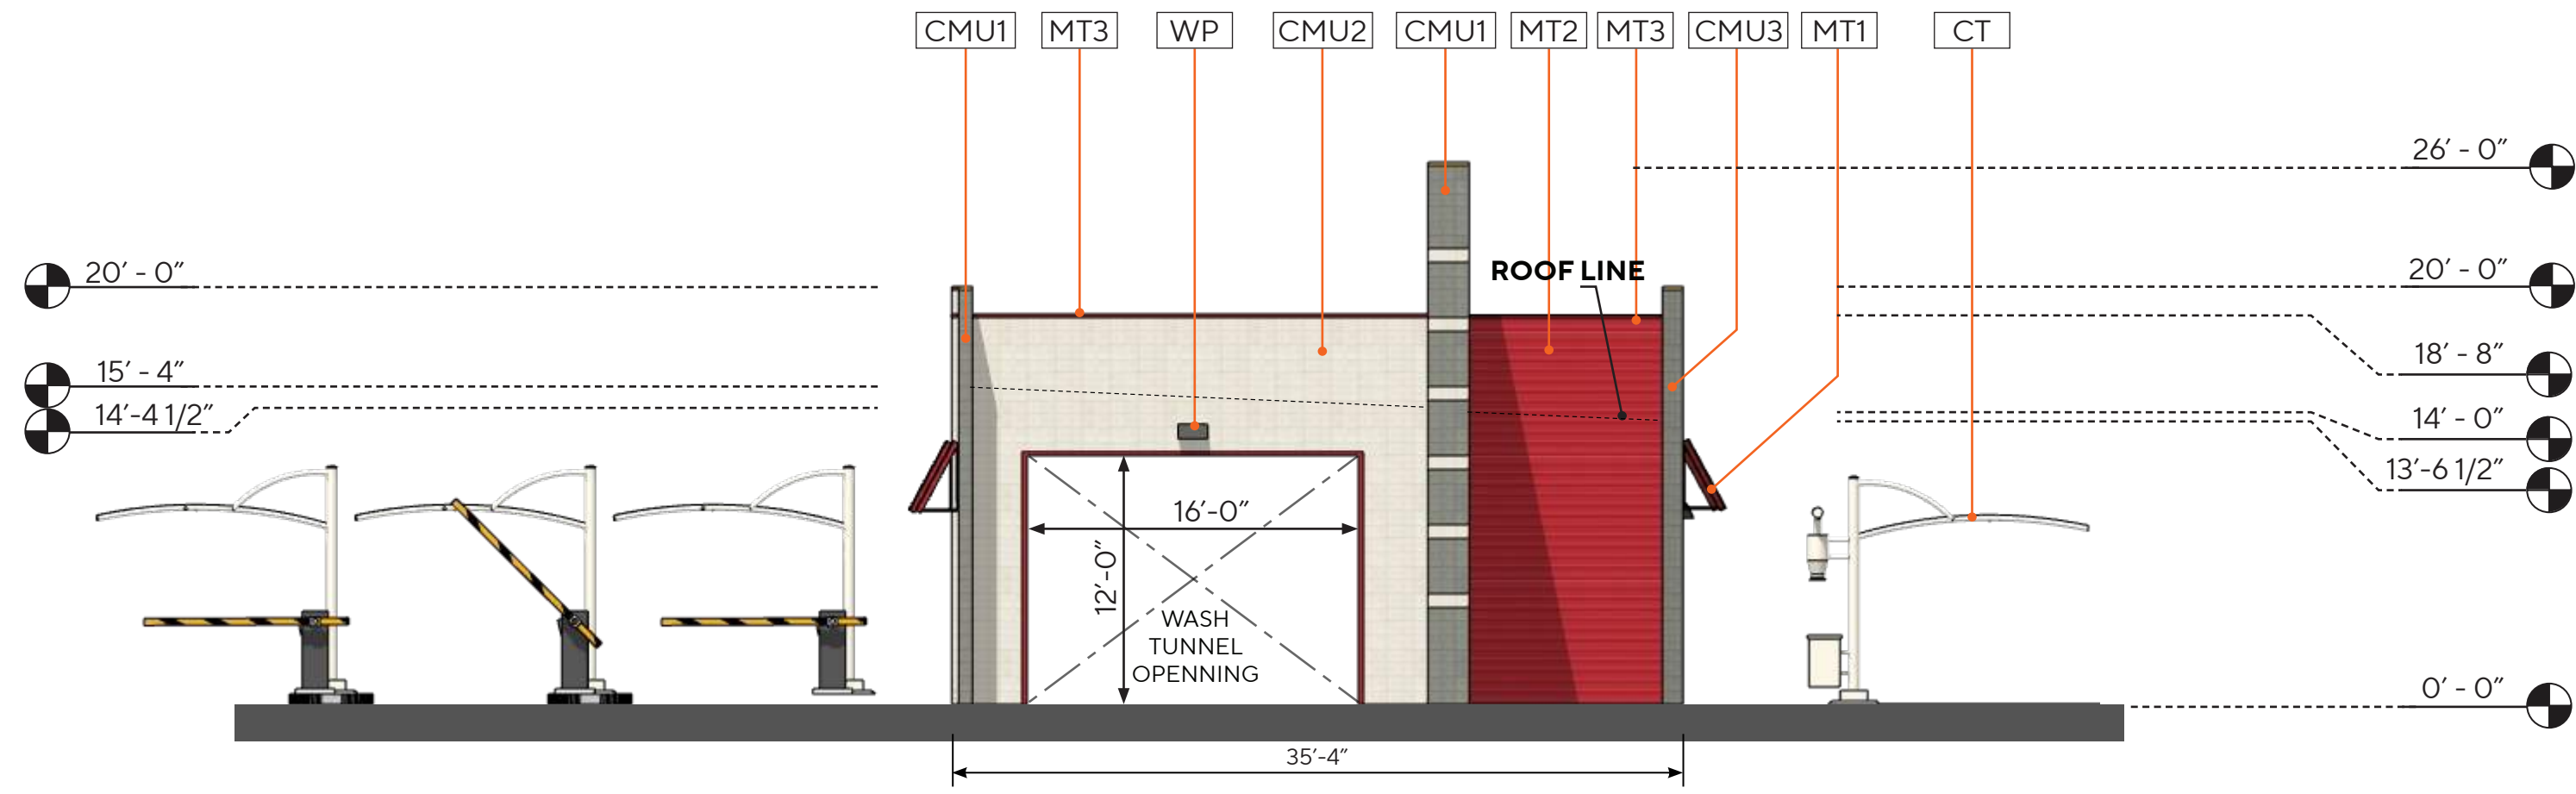 CMU1 MT3 WP CMU2 CMU1 MT2 MT3 CMU3 MT1 CT
26′ - 0″
20′ - 0″
20′ - 0″
ROOF LINE
18′ - 8″
15′ - 4″
14′-4 1/2″
14′ - 0″
13′-6 1/2″
16′-0″
12′-0″
WASH
TUNNEL
OPENNING
0′ - 0″
35′-4″